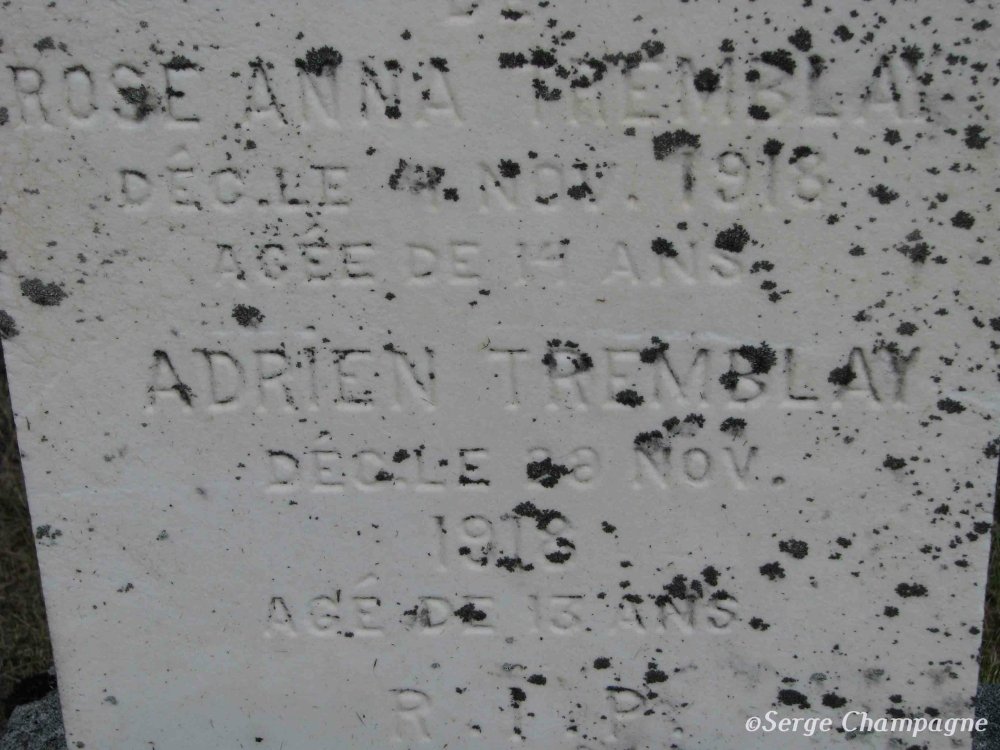 DE
ROSE ANNA TREMBLAY
DÉC.LE NOV. 1918
AGÉE DE 14 ANS
ADRIEN TREMBLAY
DÉC.LE NOV.
1918
AGÉ DE 13 ANS
R.I.P.
©Serge Champagne